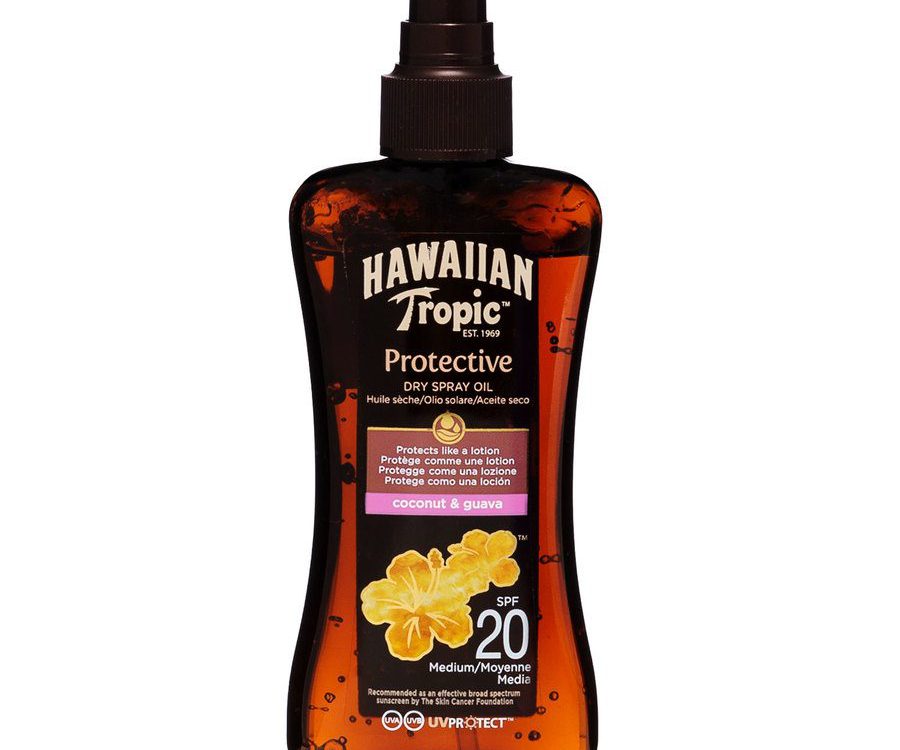 HAWAIIAN
Tropic™
EST. 1969
Protective
DRY SPRAY OIL
Huile sèche/Olio solare/Aceite seco
Protects like a lotion
Protège comme une lotion
Protegge come una lozione
Protege como una loción
coconut & guava
™
SPF
20
Medium/Moyenne
Media
Recommended as an effective broad spectrum
sunscreen by The Skin Cancer Foundation
UVA UVB UVPROTECT™